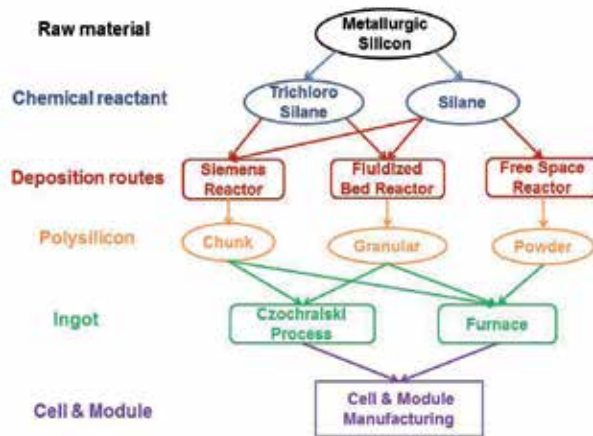 Raw material
Metallurgic
Silicon
Chemical reactant
Trichloro
Silane
Silane
Deposition routes
Siemens
Reactor
Fluidized
Bed Reactor
Free Space
Reactor
Polysilicon
Chunk
Granular
Powder
Ingot
Czochralski
Process
Furnace
Cell & Module
Cell & Module
Manufacturing